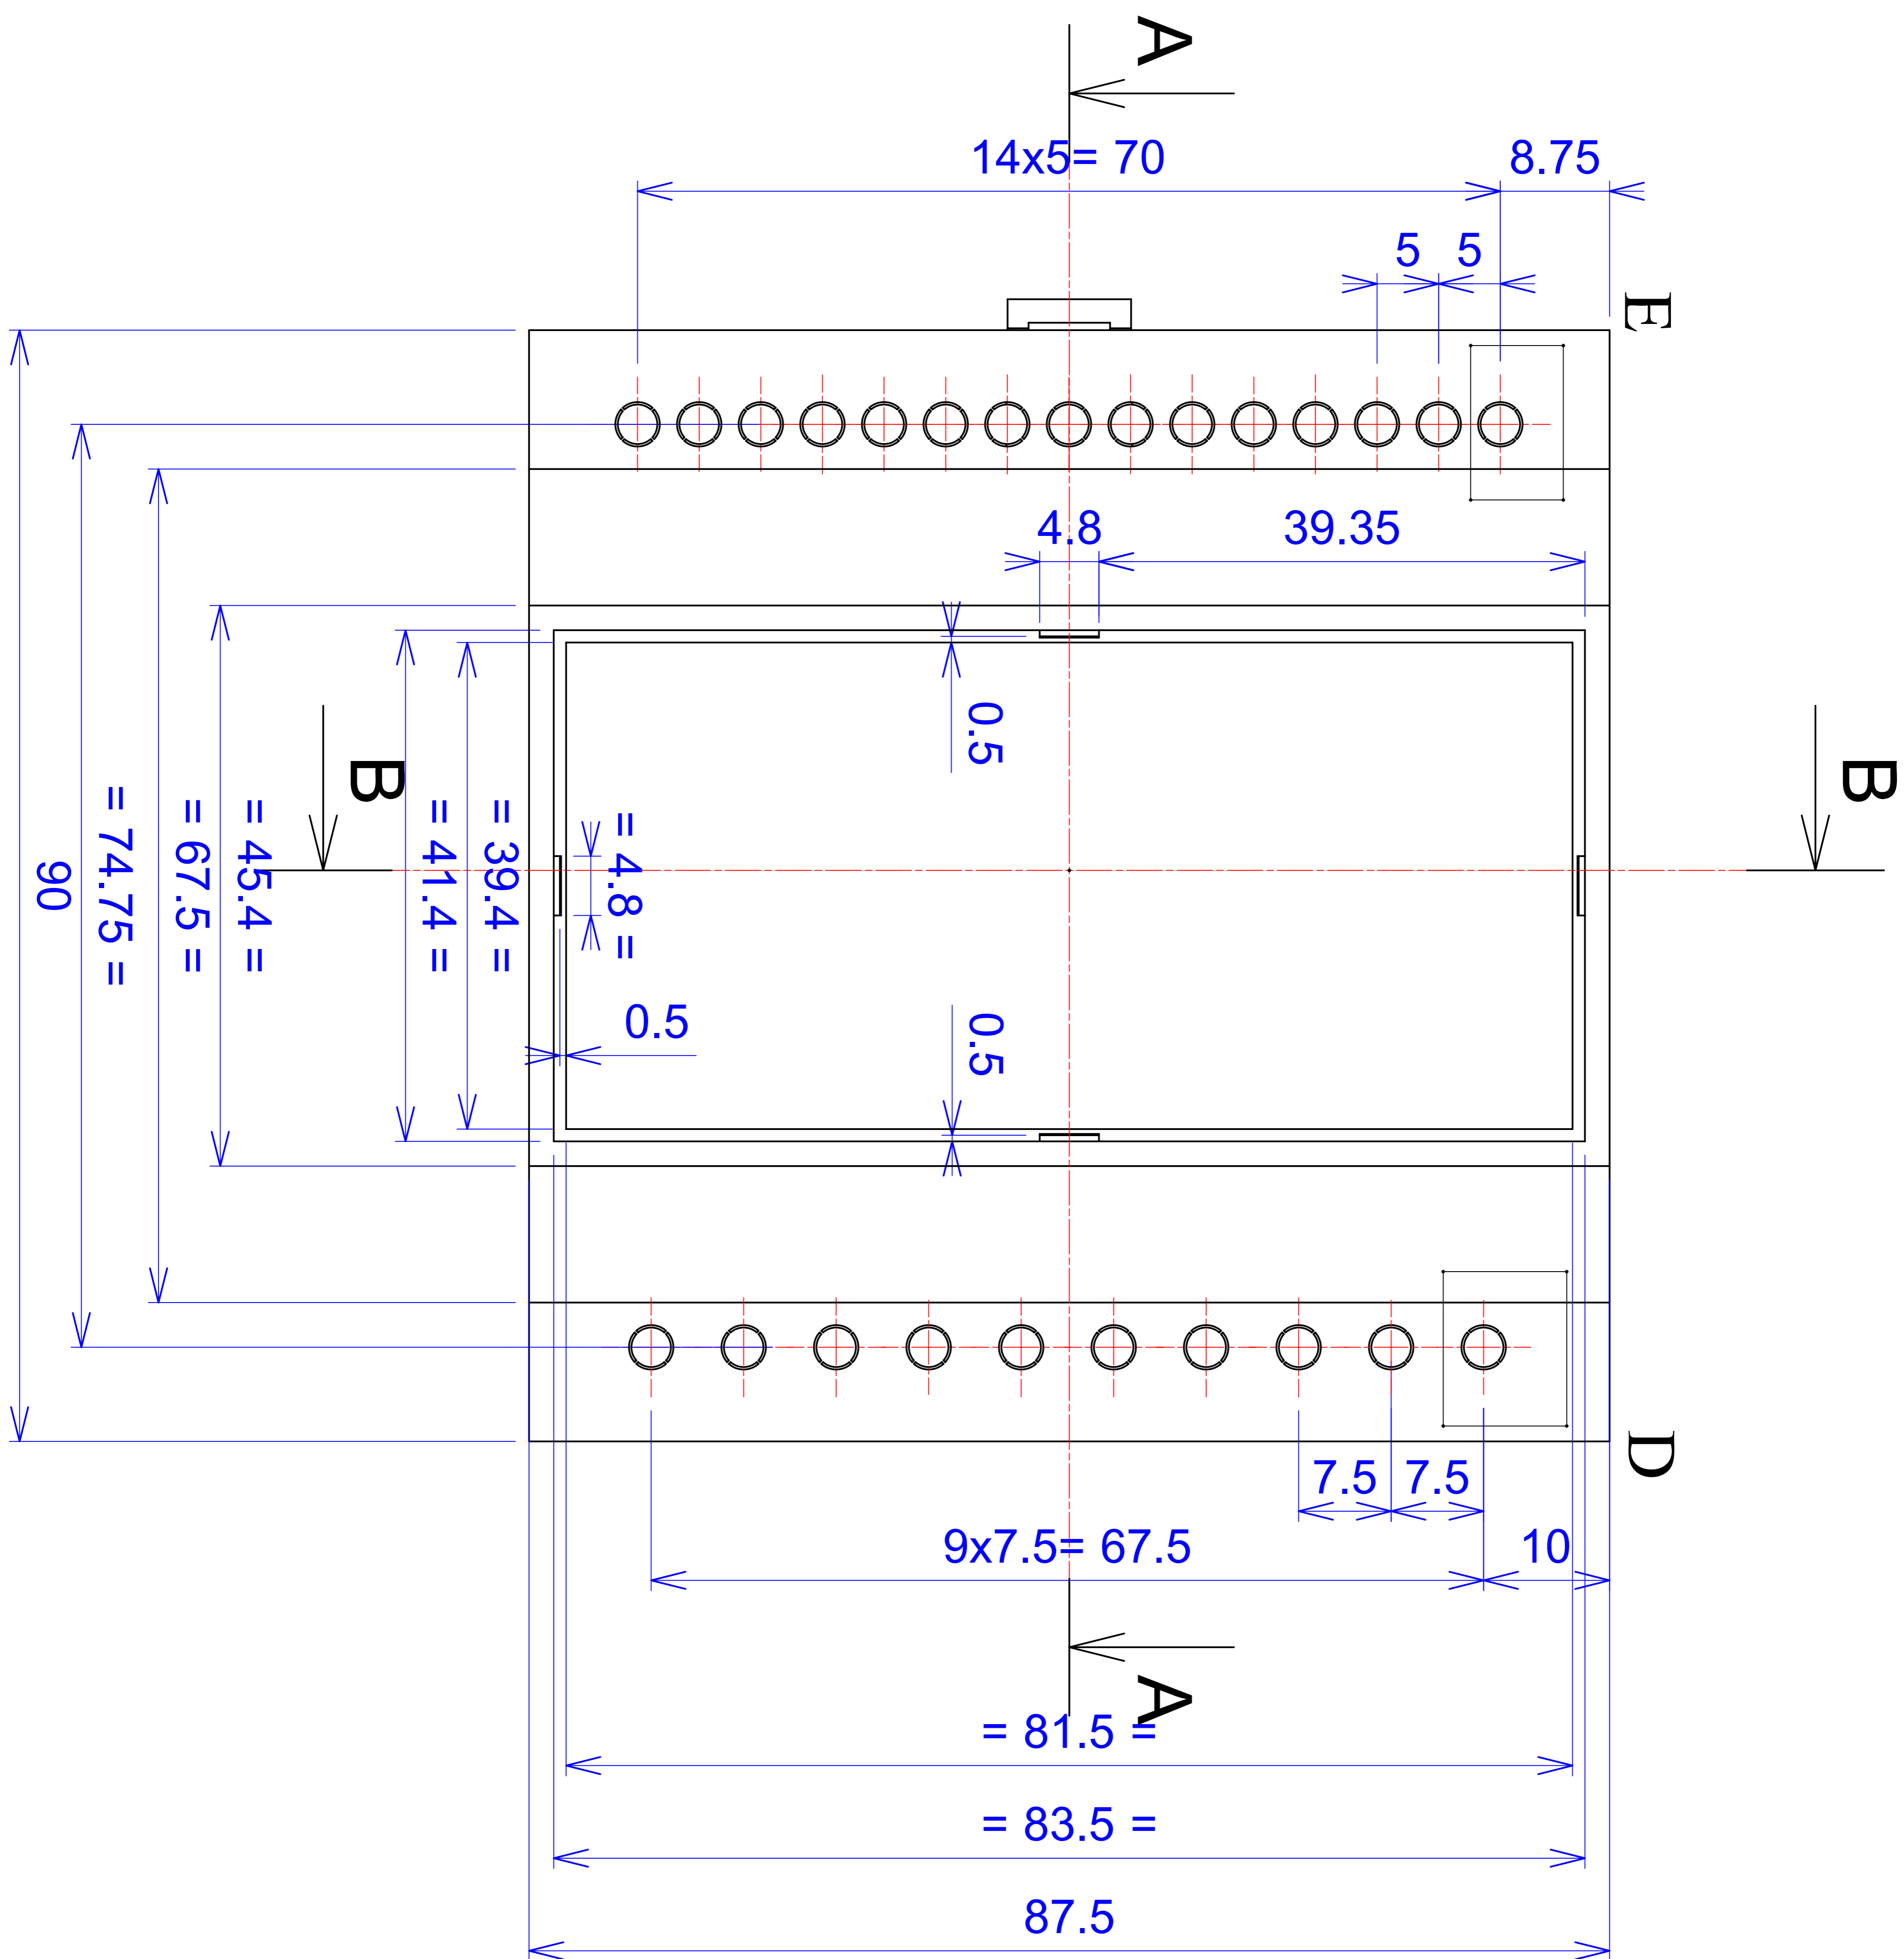 A
14x5= 70
8.75
5
5
E
4.8
39.35
0.5
B
B
= 4.8 =
= 39.4 =
= 41.4 =
= 45.4 =
= 67.5 =
= 74.75 =
90
0.5
0.5
D
7.5
7.5
9x7.5= 67.5
10
A
= 81.5 =
= 83.5 =
87.5